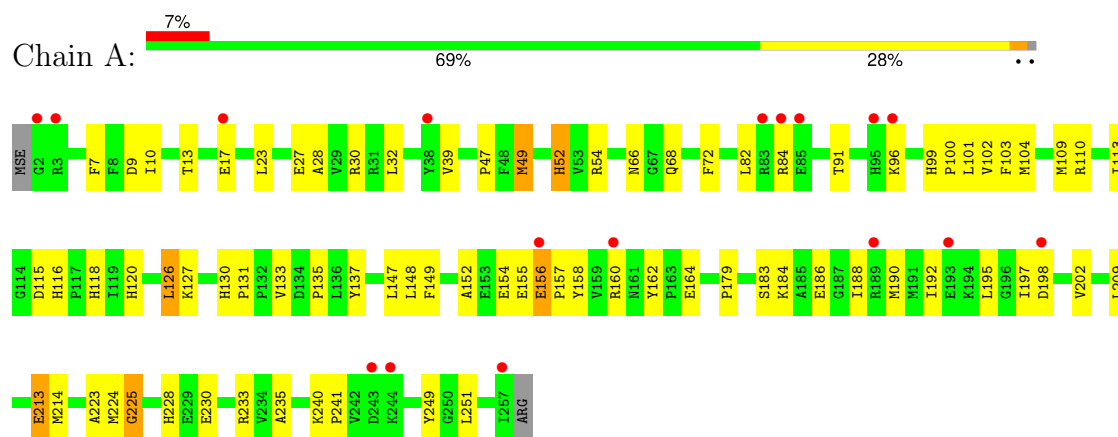 7%
Chain A:
69% 28% • •
MSE G2 R3 F7 F8 D9 I10 T13 E17 L23 E27 A28 V29 R30 R31 L32 Y38 V39 P47 F48 M49 H52 V53 R54 N66 G67 Q68 F72 L82 R83 R84 E85 T91 H95 K96 H99 P100 L101 V102 F103 M104 M109 R110 I113
G114 D115 H116 P117 H118 I119 H120 L126 K127 H130 P131 P132 V133 D134 P135 L136 Y137 L147 L148 F149 A152 E153 E154 E155 E156 P157 Y158 V159 R160 N161 Y162 P163 E164 P179 S183 K184 A185 E186 G187 I188 R189 M190 M191 I192 E193 K194 L195 G196 I197 D198 V202 L209
E213 M214 A223 M224 G225 H228 E229 E230 R233 V234 A235 K240 P241 V242 D243 K244 Y249 G250 L251 I257 ARG